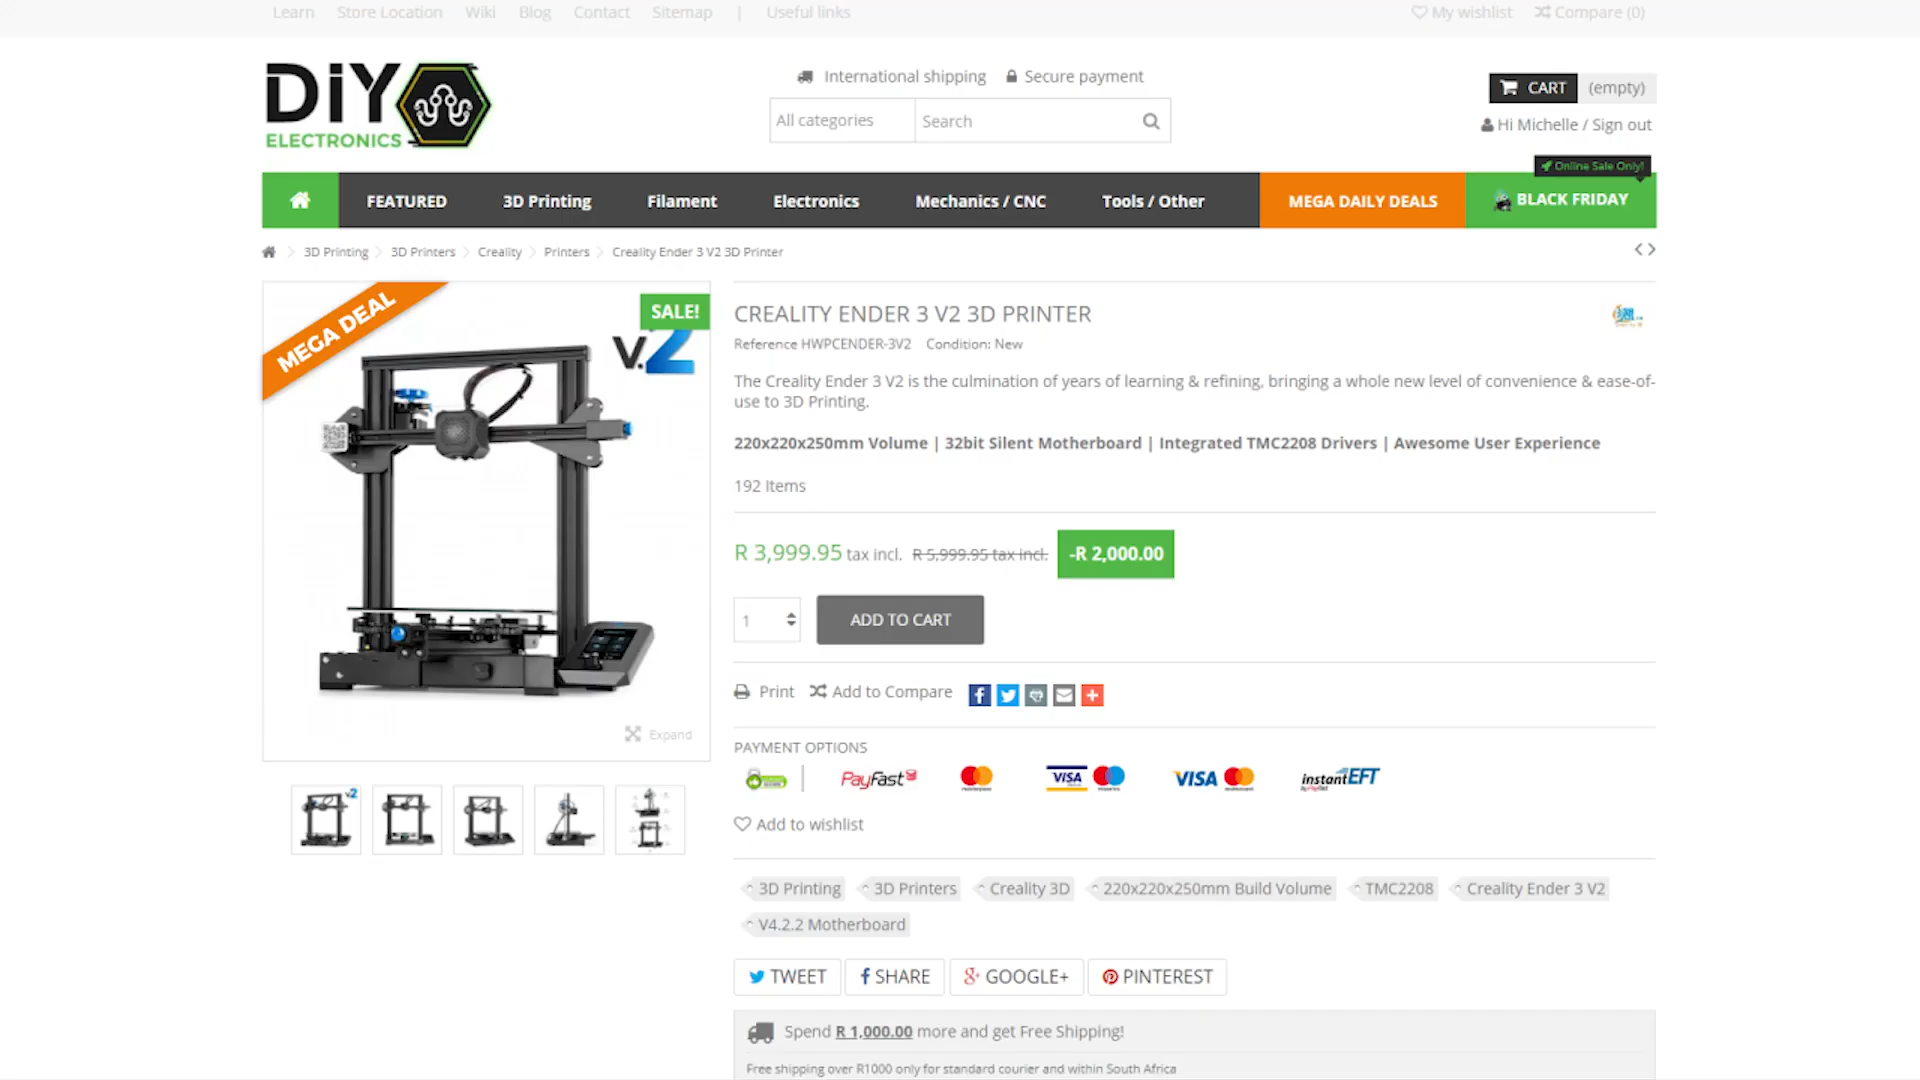 Learn Store Location Wiki Blog Contact Sitemap | Useful links My wishlist Compare (0)
DiY
ELECTRONICS
International shipping Secure payment
All categories Search
CART (empty)
Hi Michelle / Sign out
Online Sale Only!
FEATURED 3D Printing Filament Electronics Mechanics / CNC Tools / Other MEGA DAILY DEALS BLACK FRIDAY
3D Printing 3D Printers Creality Printers Creality Ender 3 V2 3D Printer
MEGA DEAL
SALE!
V.2
Expand
CREALITY ENDER 3 V2 3D PRINTER
Reference HWPCENDER-3V2 Condition: New
The Creality Ender 3 V2 is the culmination of years of learning & refining, bringing a whole new level of convenience & ease-of-
use to 3D Printing.
220x220x250mm Volume | 32bit Silent Motherboard | Integrated TMC2208 Drivers | Awesome User Experience
192 Items
R 3,999.95 tax incl. R 5,999.95 tax incl. -R 2,000.00
1 ADD TO CART
Print Add to Compare
PAYMENT OPTIONS
PayFast VISA VISA instantEFT
Add to wishlist
3D Printing 3D Printers Creality 3D 220x220x250mm Build Volume TMC2208 Creality Ender 3 V2
V4.2.2 Motherboard
TWEET SHARE GOOGLE+ PINTEREST
Spend R 1,000.00 more and get Free Shipping!
Free shipping over R1000 only for standard courier and within South Africa